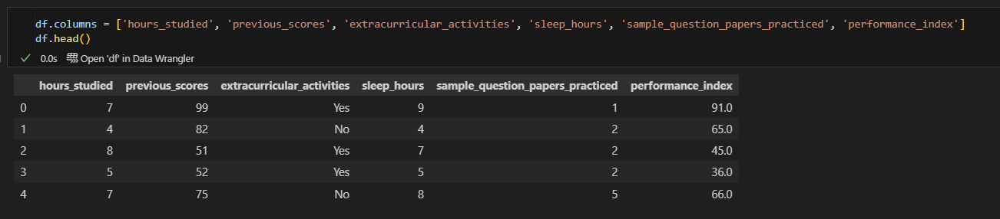 df.columns = ['hours_studied', 'previous_scores', 'extracurricular_activities', 'sleep_hours', 'sample_question_papers_practiced', 'performance_index']
df.head()
0.0s Open 'df' in Data Wrangler
hours_studied previous_scores extracurricular_activities sleep_hours sample_question_papers_practiced performance_index
0 7 99 Yes 9 1 91.0
1 4 82 No 4 2 65.0
2 8 51 Yes 7 2 45.0
3 5 52 Yes 5 2 36.0
4 7 75 No 8 5 66.0